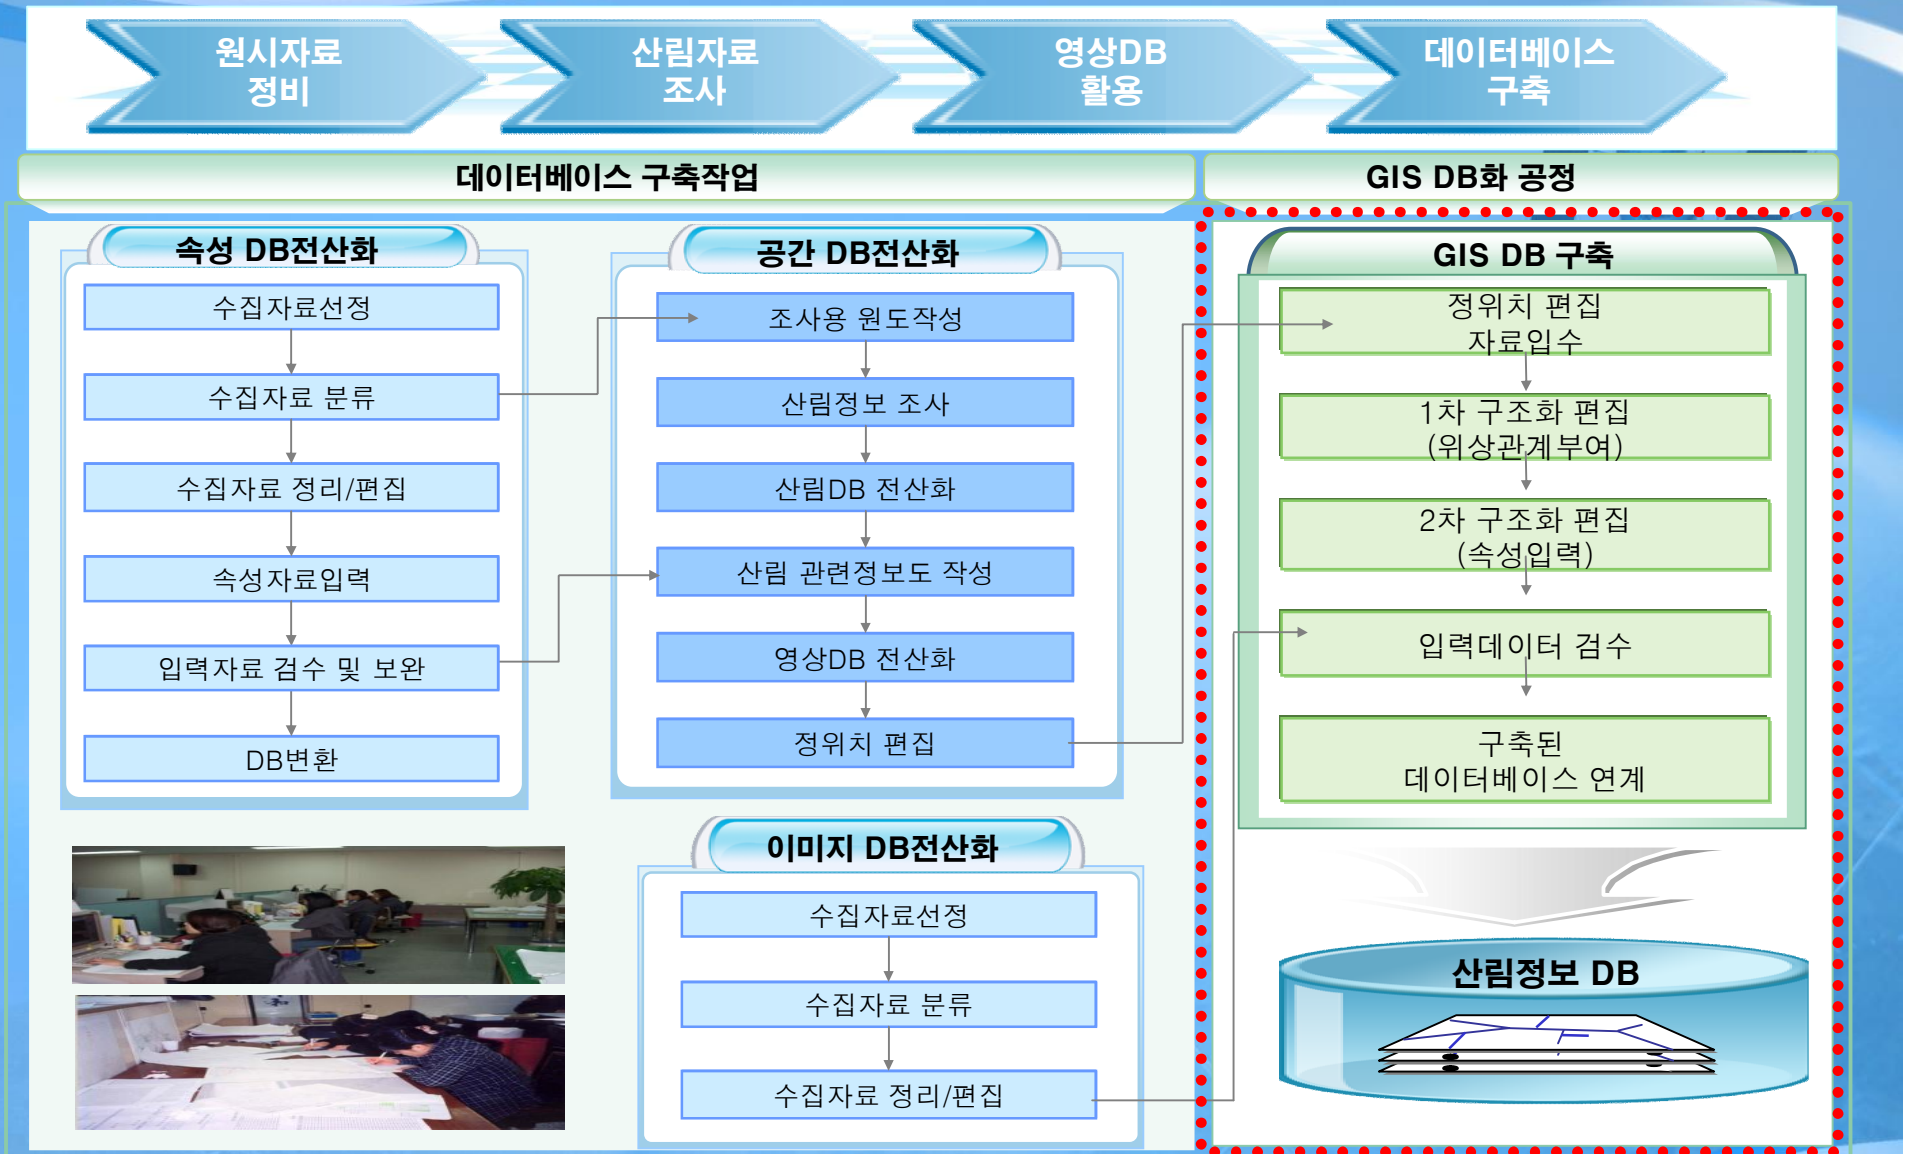 원시자료
정비
산림자료
조사
영상DB
활용
데이터베이스
구축
데이터베이스 구축작업
GIS DB화 공정
속성 DB전산화
수집자료선정
수집자료 분류
수집자료 정리/편집
속성자료입력
입력자료 검수 및 보완
DB변환
공간 DB전산화
조사용 원도작성
산림정보 조사
산림DB 전산화
산림 관련정보도 작성
영상DB 전산화
정위치 편집
이미지 DB전산화
수집자료선정
수집자료 분류
수집자료 정리/편집
GIS DB 구축
정위치 편집
자료입수
1차 구조화 편집
(위상관계부여)
2차 구조화 편집
(속성입력)
입력데이터 검수
구축된
데이터베이스 연계
산림정보 DB